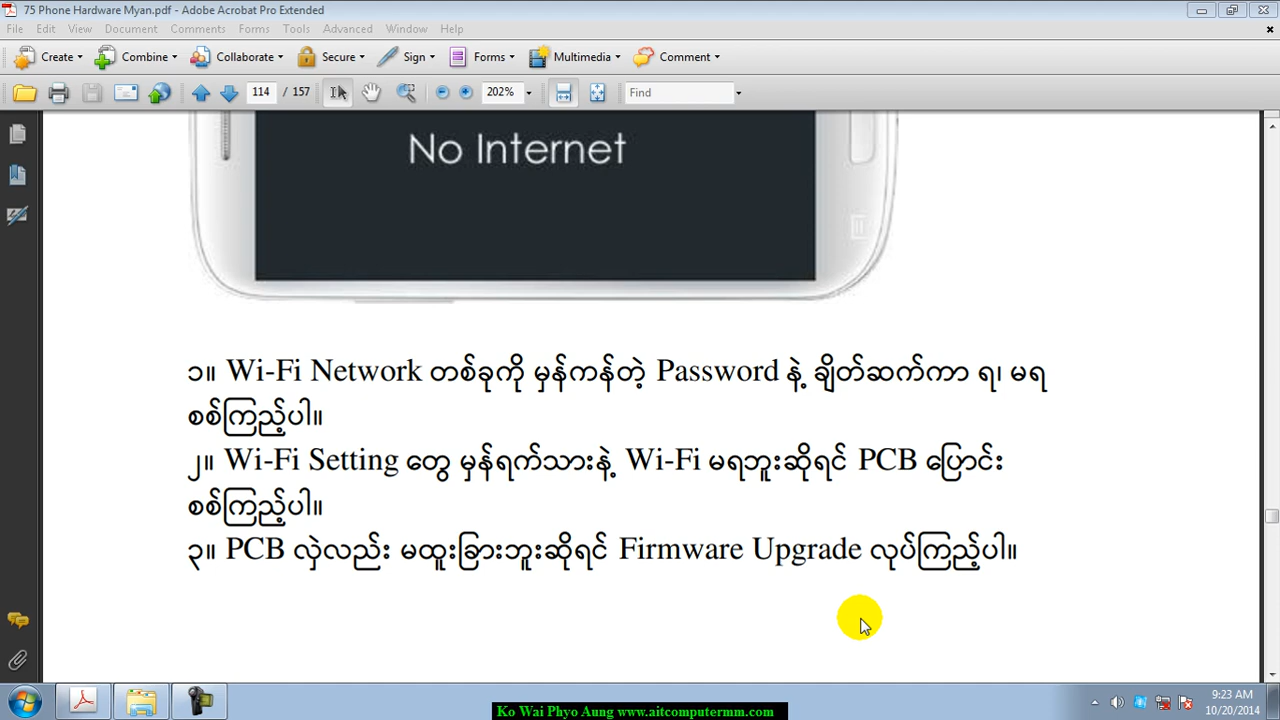 75 Phone Hardware Myan.pdf - Adobe Acrobat Pro Extended
File Edit View Document Comments Forms Tools Advanced Window Help
Create Combine Collaborate Secure Sign Forms Multimedia Comment
114 / 157 202% Find
No Internet
၁။ Wi-Fi Network တစ်ခုကို မှန်ကန်တဲ့ Password နဲ့ ချိတ်ဆက်ကာ ရ၊ မရ
စစ်ကြည့်ပါ။
၂။ Wi-Fi Setting တွေ မှန်ရက်သားနဲ့ Wi-Fi မရဘူးဆိုရင် PCB ပြောင်း
စစ်ကြည့်ပါ။
၃။ PCB လှဲလည်း မထူးခြားဘူးဆိုရင် Firmware Upgrade လုပ်ကြည့်ပါ။
9:23 AM
10/20/2014
Ko Wai Phyo Aung www.aitcomputermm.com